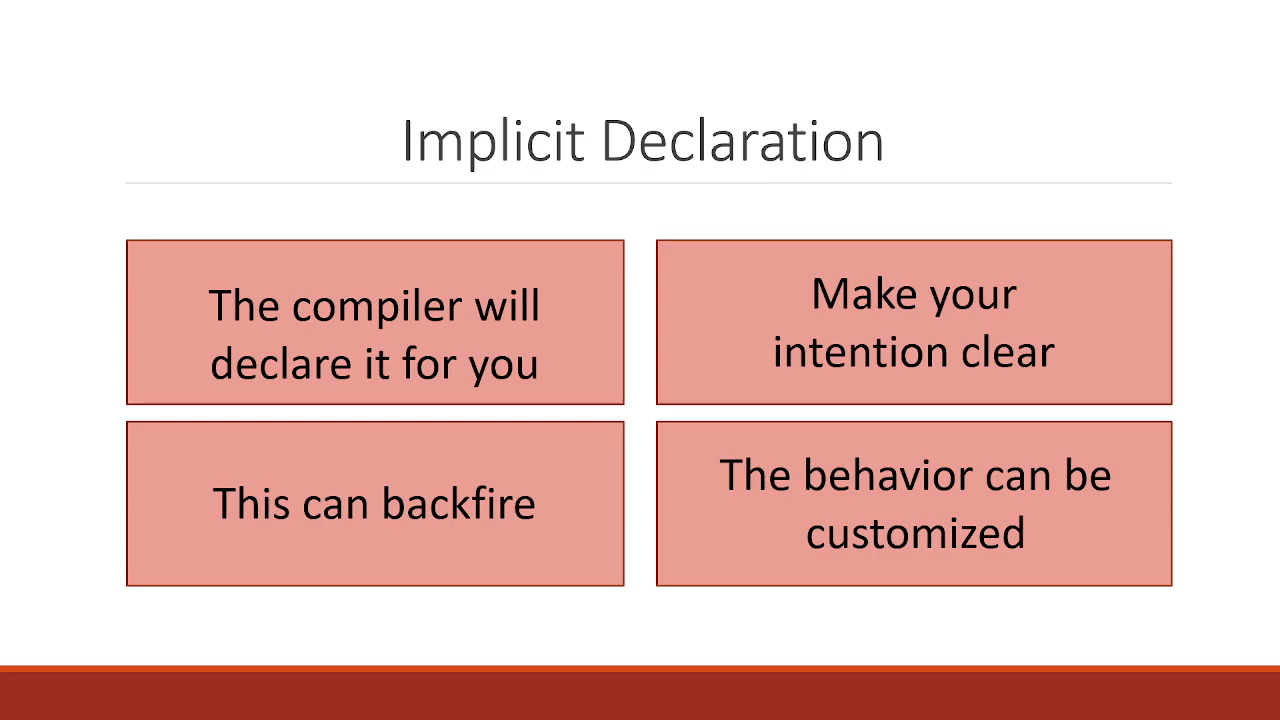 Implicit Declaration
The compiler will
declare it for you
Make your
intention clear
This can backfire
The behavior can be
customized